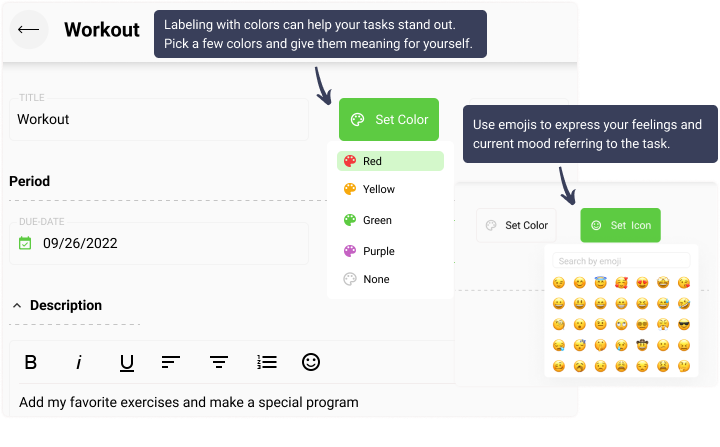 Workout
Labeling with colors can help your tasks stand out.
Pick a few colors and give them meaning for yourself.
TITLE
Workout
Set Color
Red
Yellow
Green
Purple
None
Period
DUE-DATE
09/26/2022
Description
B i U
Add my favorite exercises and make a special program
Use emojis to express your feelings and
current mood referring to the task.
Set Color
Set Icon
Search by emoji